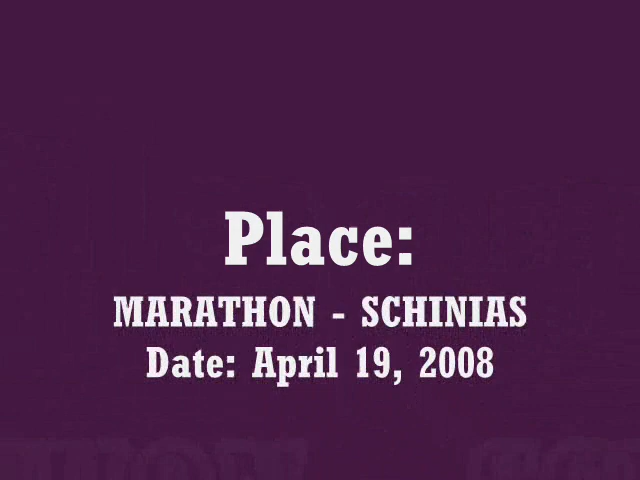 Place:
MARATHON - SCHINIAS
Date: April 19, 2008